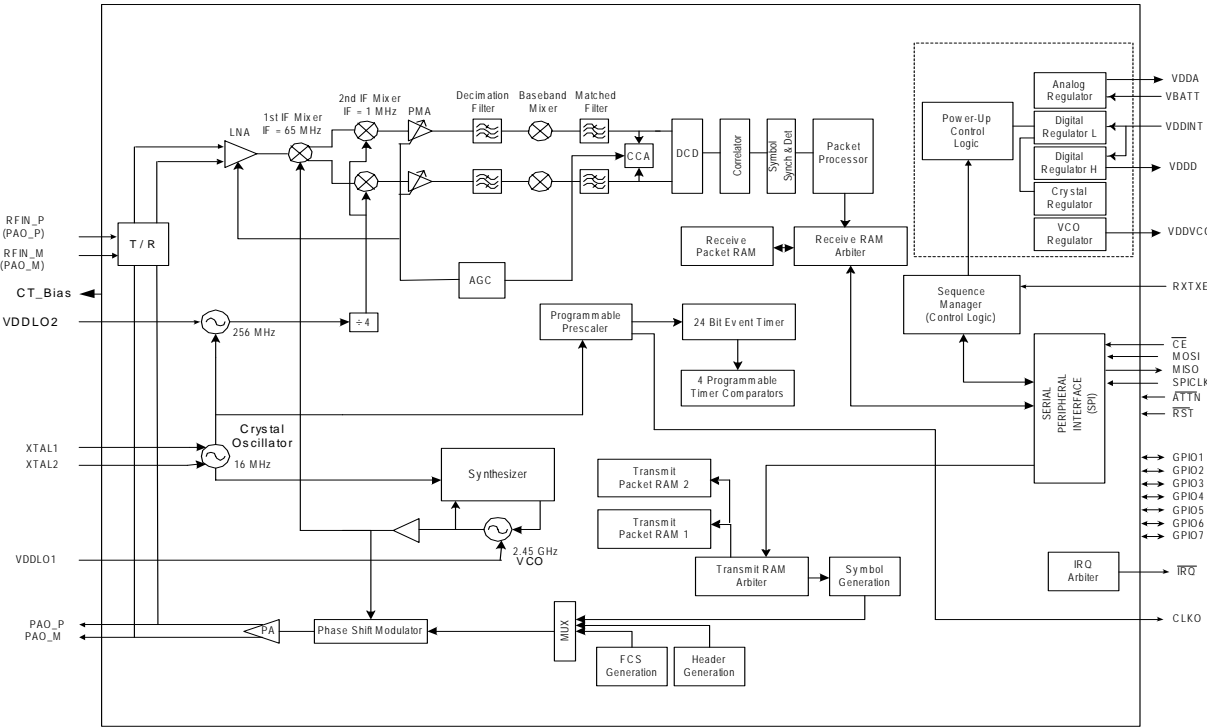 2nd IF Mixer
IF = 1 MHz
PMA
Decimation
Filter
Baseband
Mixer
Matched
Filter
1st IF Mixer
IF = 65 MHz
LNA
CCA
DCD
Correlator
Symbol
Synch & Det
Packet
Processor
Power-Up
Control
Logic
Analog
Regulator
Digital
Regulator L
Digital
Regulator H
Crystal
Regulator
VCO
Regulator
VDDA
VBATT
VDDINT
VDDD
VDDVCO
RFIN_P
(PAO_P)
RFIN_M
(PAO_M)
T / R
CT_Bias
AGC
Receive
Packet RAM
Receive RAM
Arbiter
Sequence
Manager
(Control Logic)
RXTXE
VDDLO2
256 MHz
÷4
Programmable
Prescaler
24 Bit Event Timer
4 Programmable
Timer Comparators
SERIAL
PERIPHERAL
INTERFACE
(SPI)
CE
MOSI
MISO
SPICLK
ATTN
RST
XTAL1
XTAL2
Crystal
Oscillator
16 MHz
Synthesizer
2.45 GHz
VCO
VDDLO1
Transmit
Packet RAM 2
Transmit
Packet RAM 1
Transmit RAM
Arbiter
Symbol
Generation
GPIO1
GPIO2
GPIO3
GPIO4
GPIO5
GPIO6
GPIO7
IRQ
Arbiter
IRQ
CLKO
PAO_P
PAO_M
PA
Phase Shift Modulator
MUX
FCS
Generation
Header
Generation